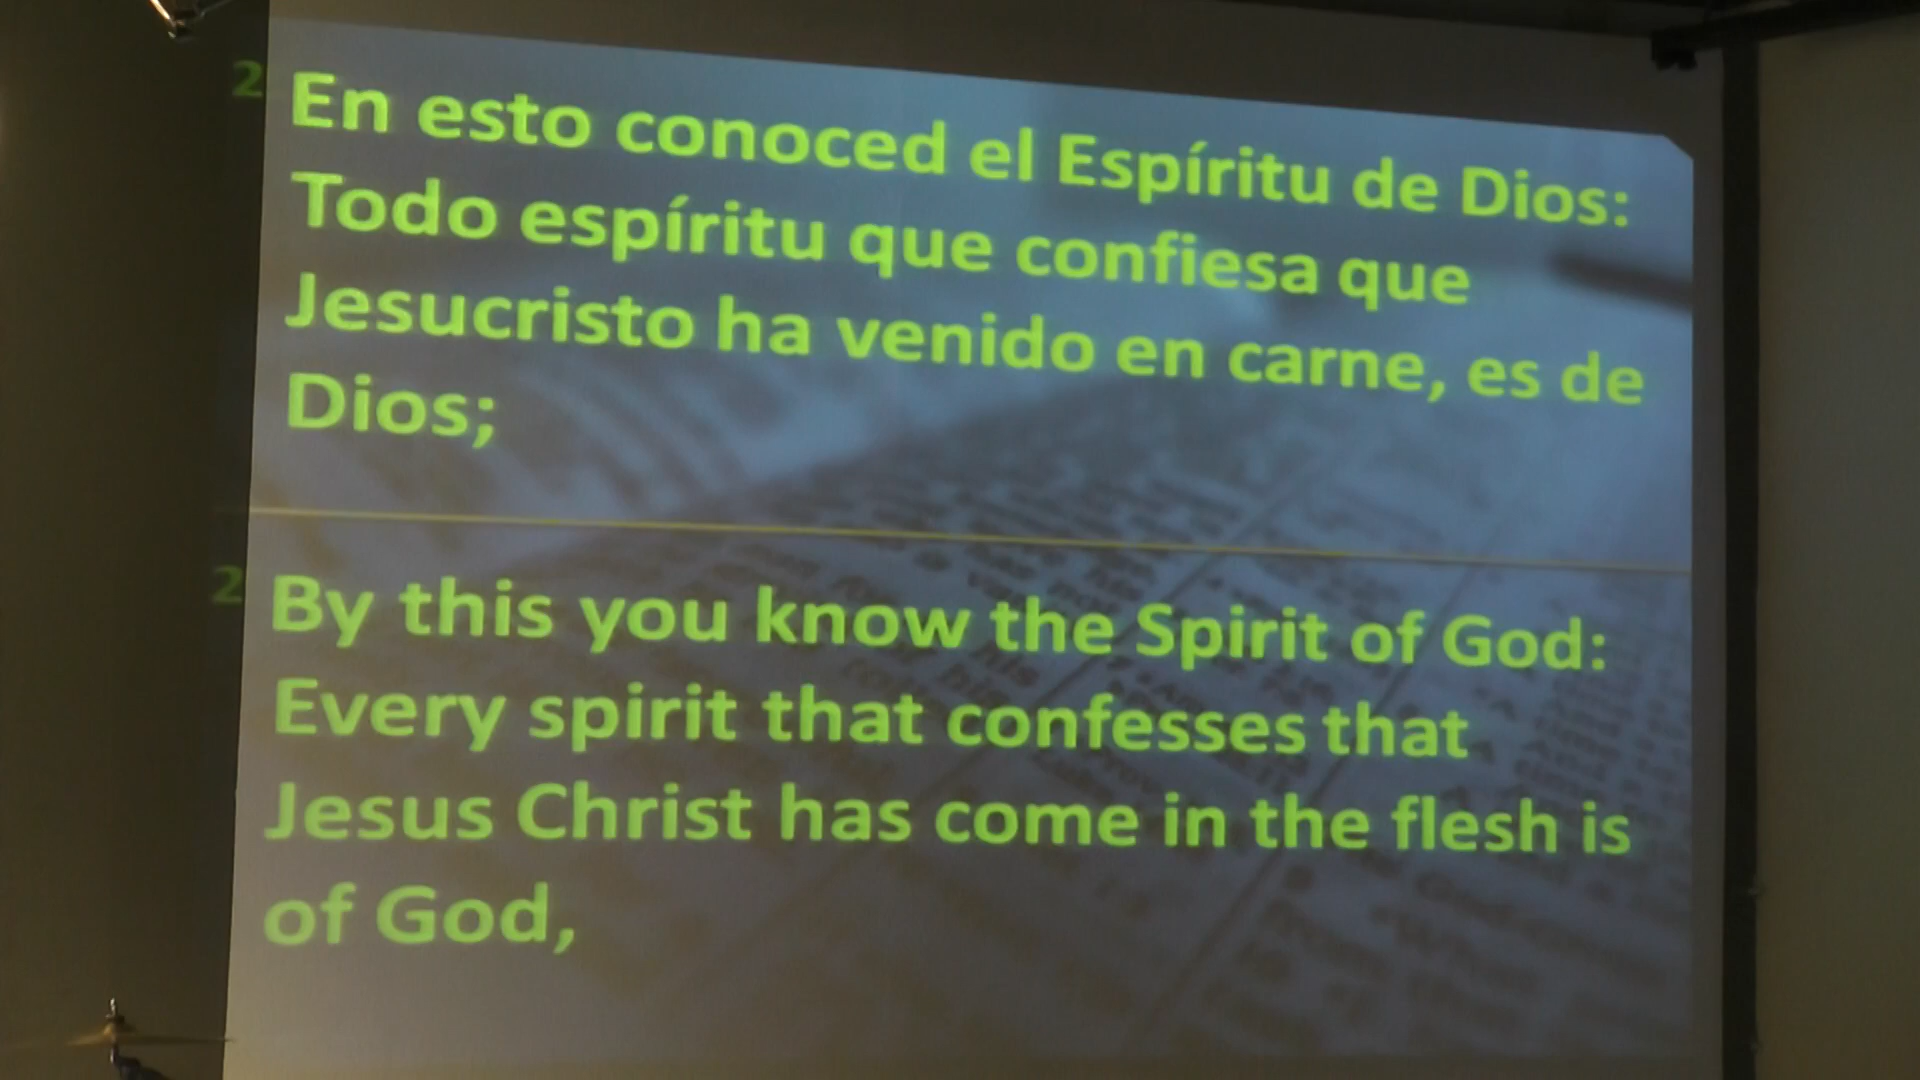 2 En esto conoced el Espíritu de Dios:
Todo espíritu que confiesa que
Jesucristo ha venido en carne, es de
Dios;
2 By this you know the Spirit of God:
Every spirit that confesses that
Jesus Christ has come in the flesh is
of God,